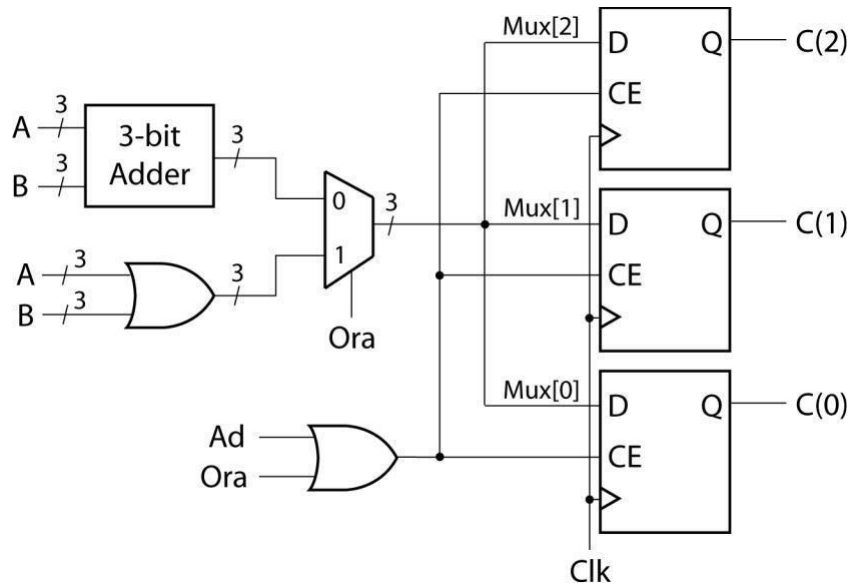 Mux[2]
D
Q
C(2)
CE
3
A
3-bit
Adder
3
3
B
0
3
Mux[1]
D
Q
C(1)
1
3
A
3
B
3
CE
Ora
Mux[0]
D
Q
C(0)
Ad
Ora
CE
Clk